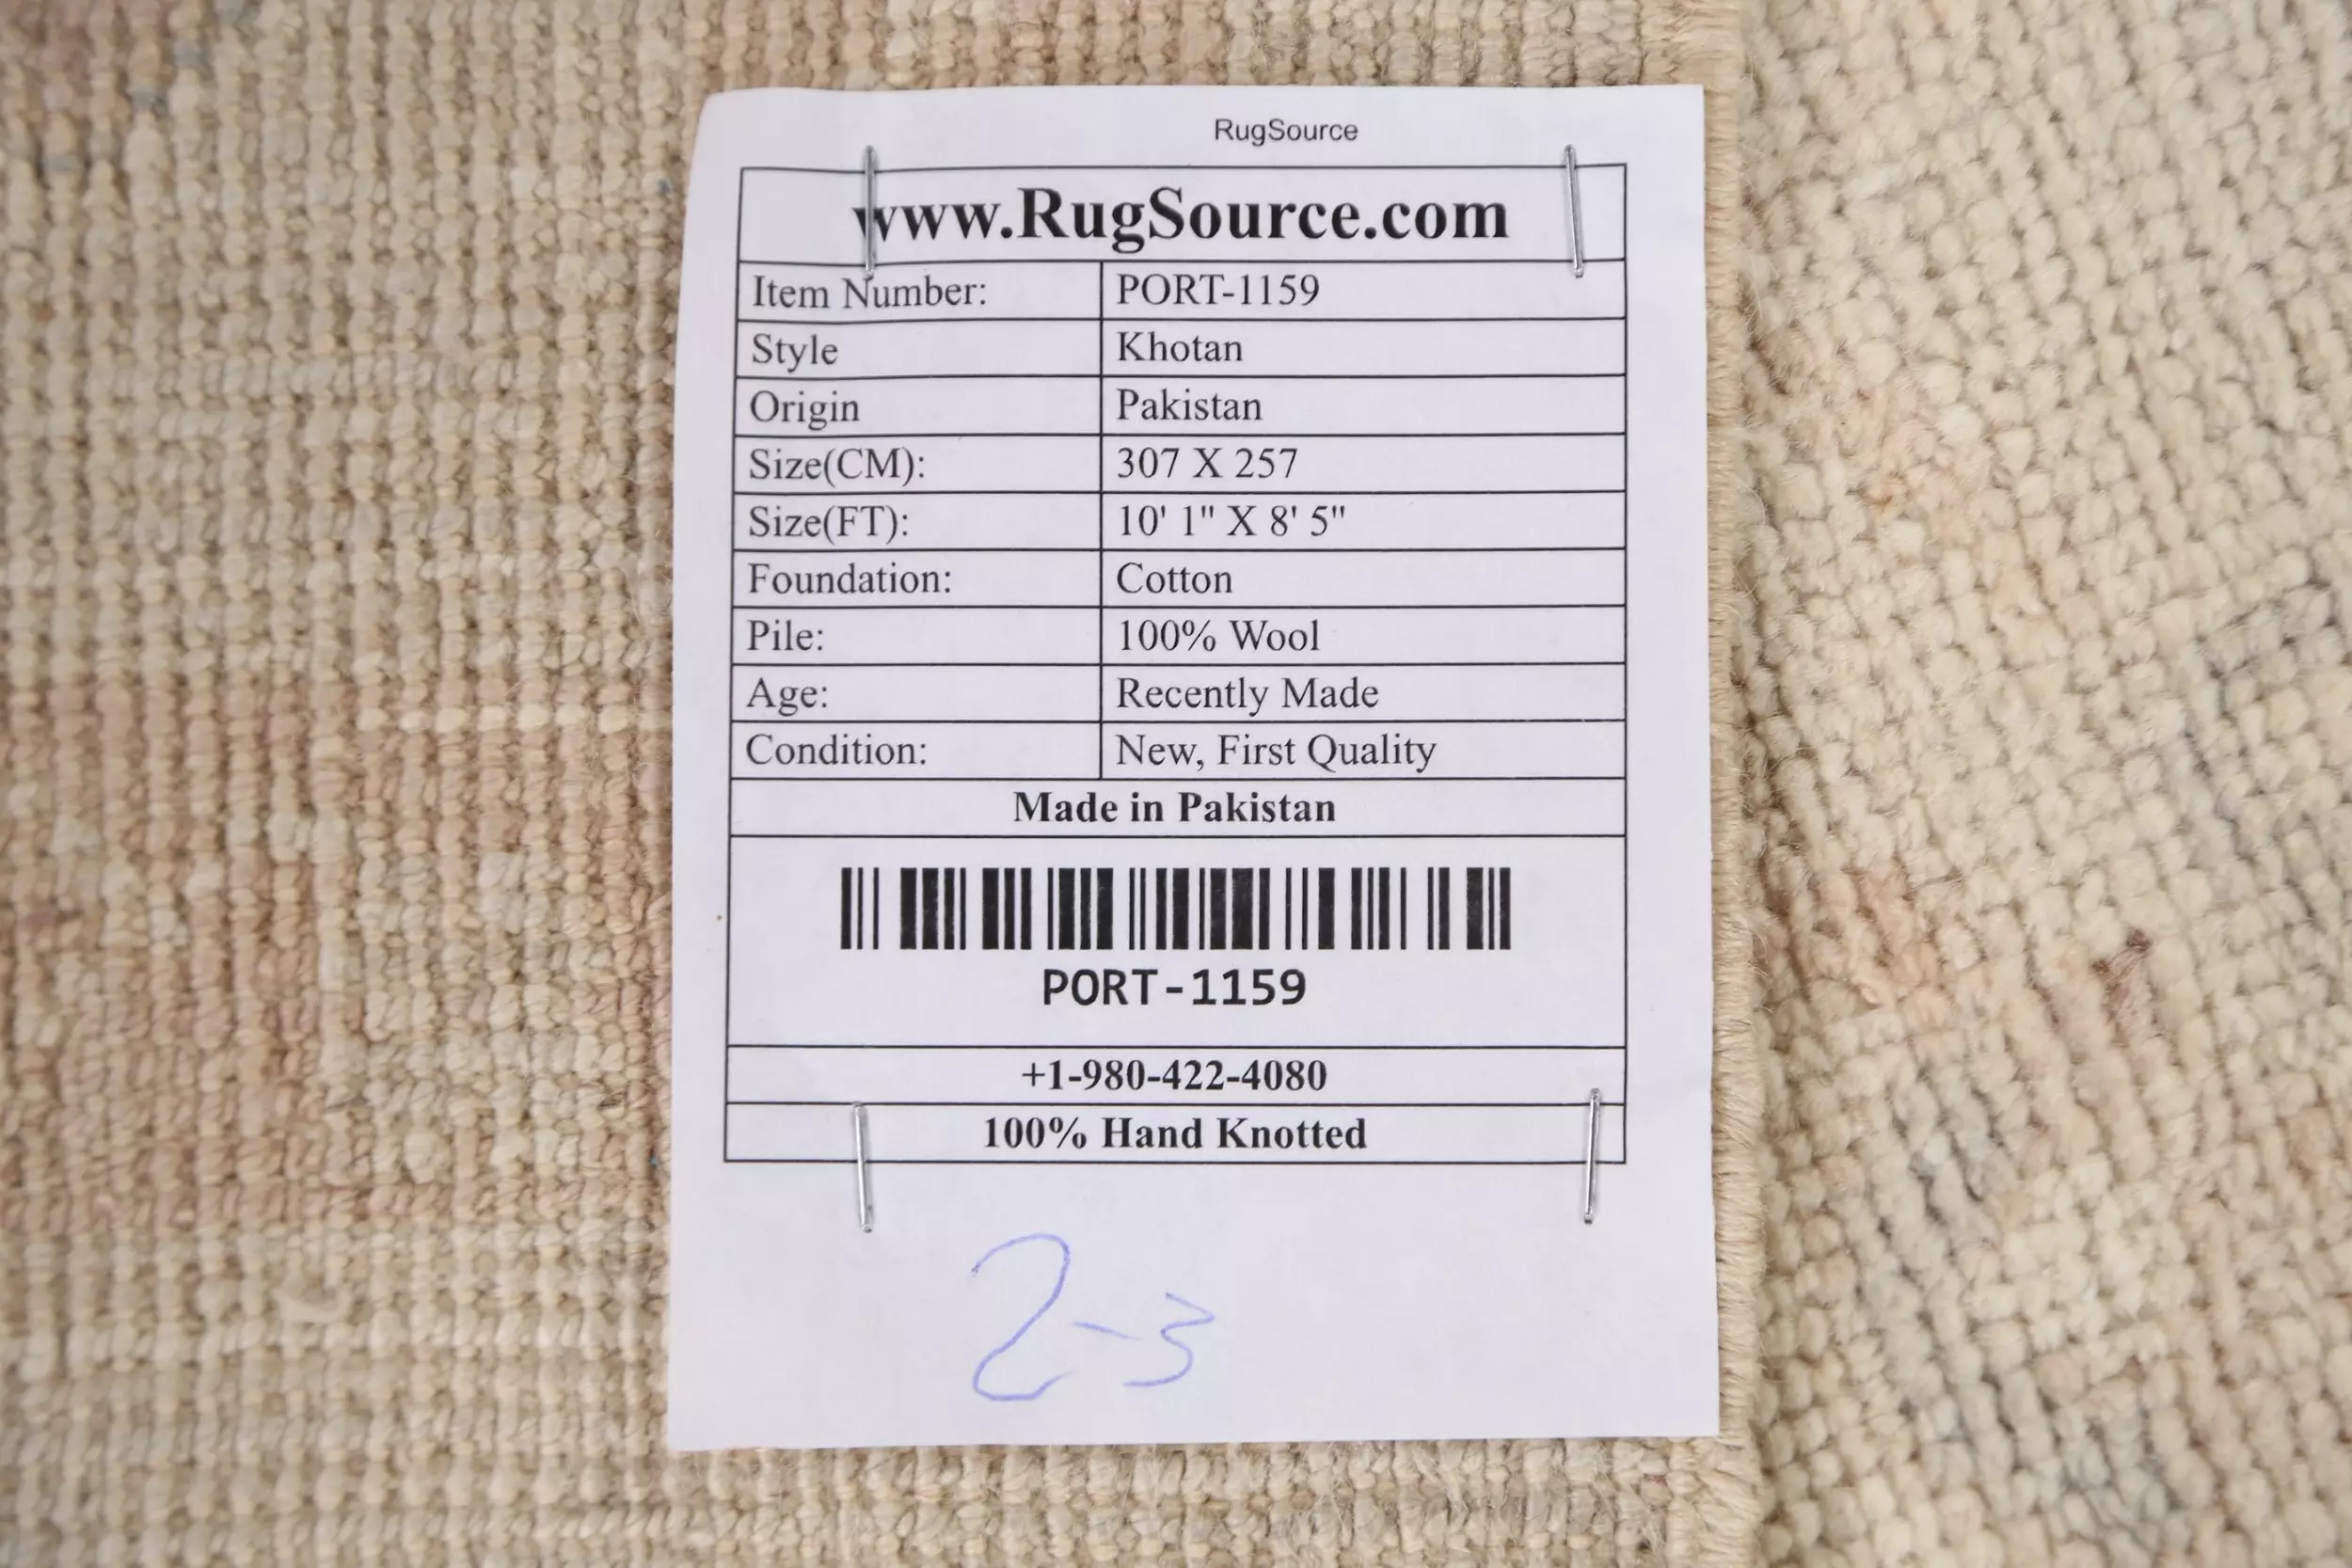 RugSource
www.RugSource.com
Item Number: PORT-1159
Style Khotan
Origin Pakistan
Size(CM): 307 X 257
Size(FT): 10' 1" X 8' 5"
Foundation: Cotton
Pile: 100% Wool
Age: Recently Made
Condition: New, First Quality
Made in Pakistan
PORT-1159
+1-980-422-4080
100% Hand Knotted
2-3